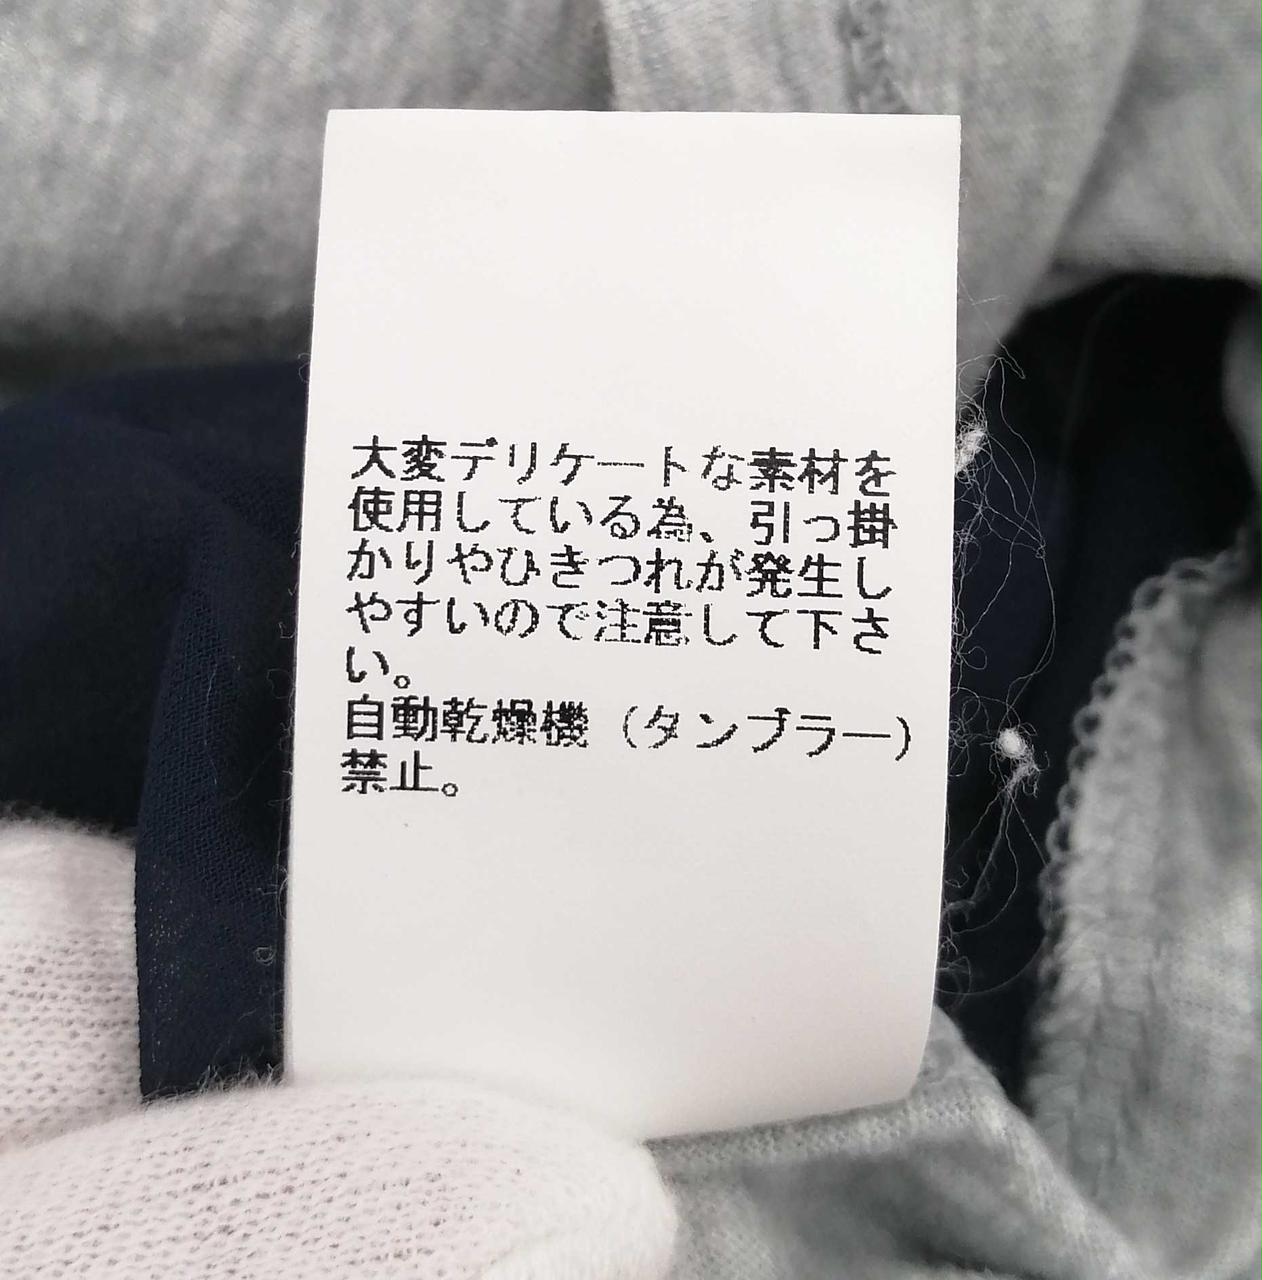 大変デリケートな素材を
使用している為、引っ掛
かりやひきつれが発生し
やすいので注意して下さ
い。
自動乾燥機（タンブラー）
禁止。